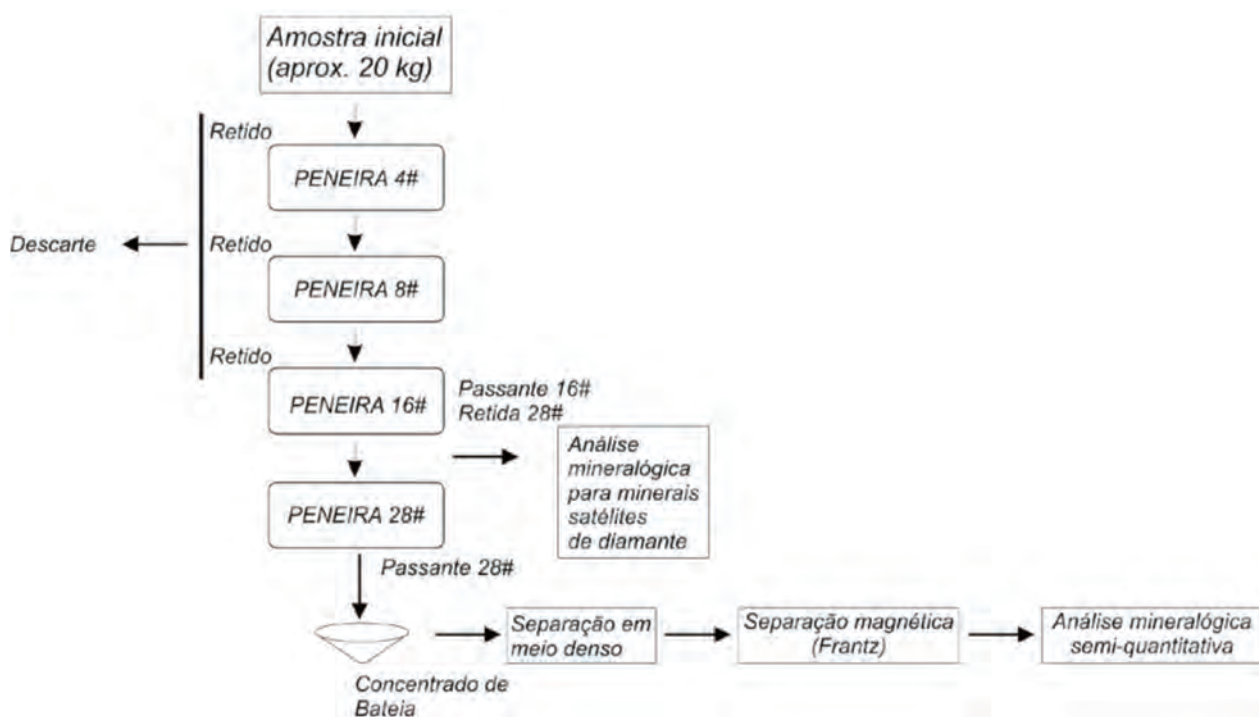 Amostra inicial
(aprox. 20 kg)
Retido
PENEIRA 4#
Descarte
Retido
PENEIRA 8#
Retido
PENEIRA 16#
Passante 16#
Retida 28#
Análise
mineralógica
para minerais
satélites
de diamante
PENEIRA 28#
Passante 28#
Separação em
meio denso
Separação magnética
(Frantz)
Análise mineralógica
semi-quantitativa
Concentrado de
Bateia